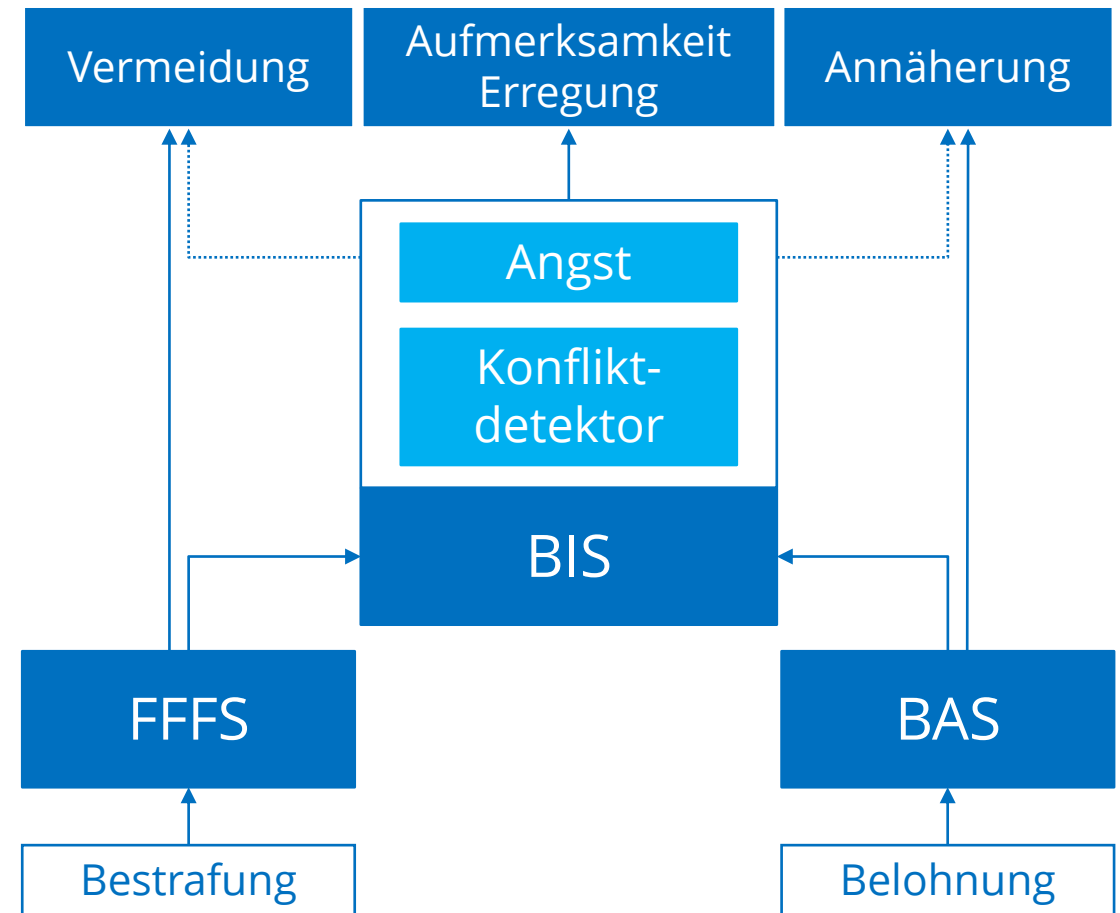 Vermeidung
Aufmerksamkeit
Erregung
Annäherung
Angst
Konflikt-
detektor
BIS
FFFS
BAS
Bestrafung
Belohnung